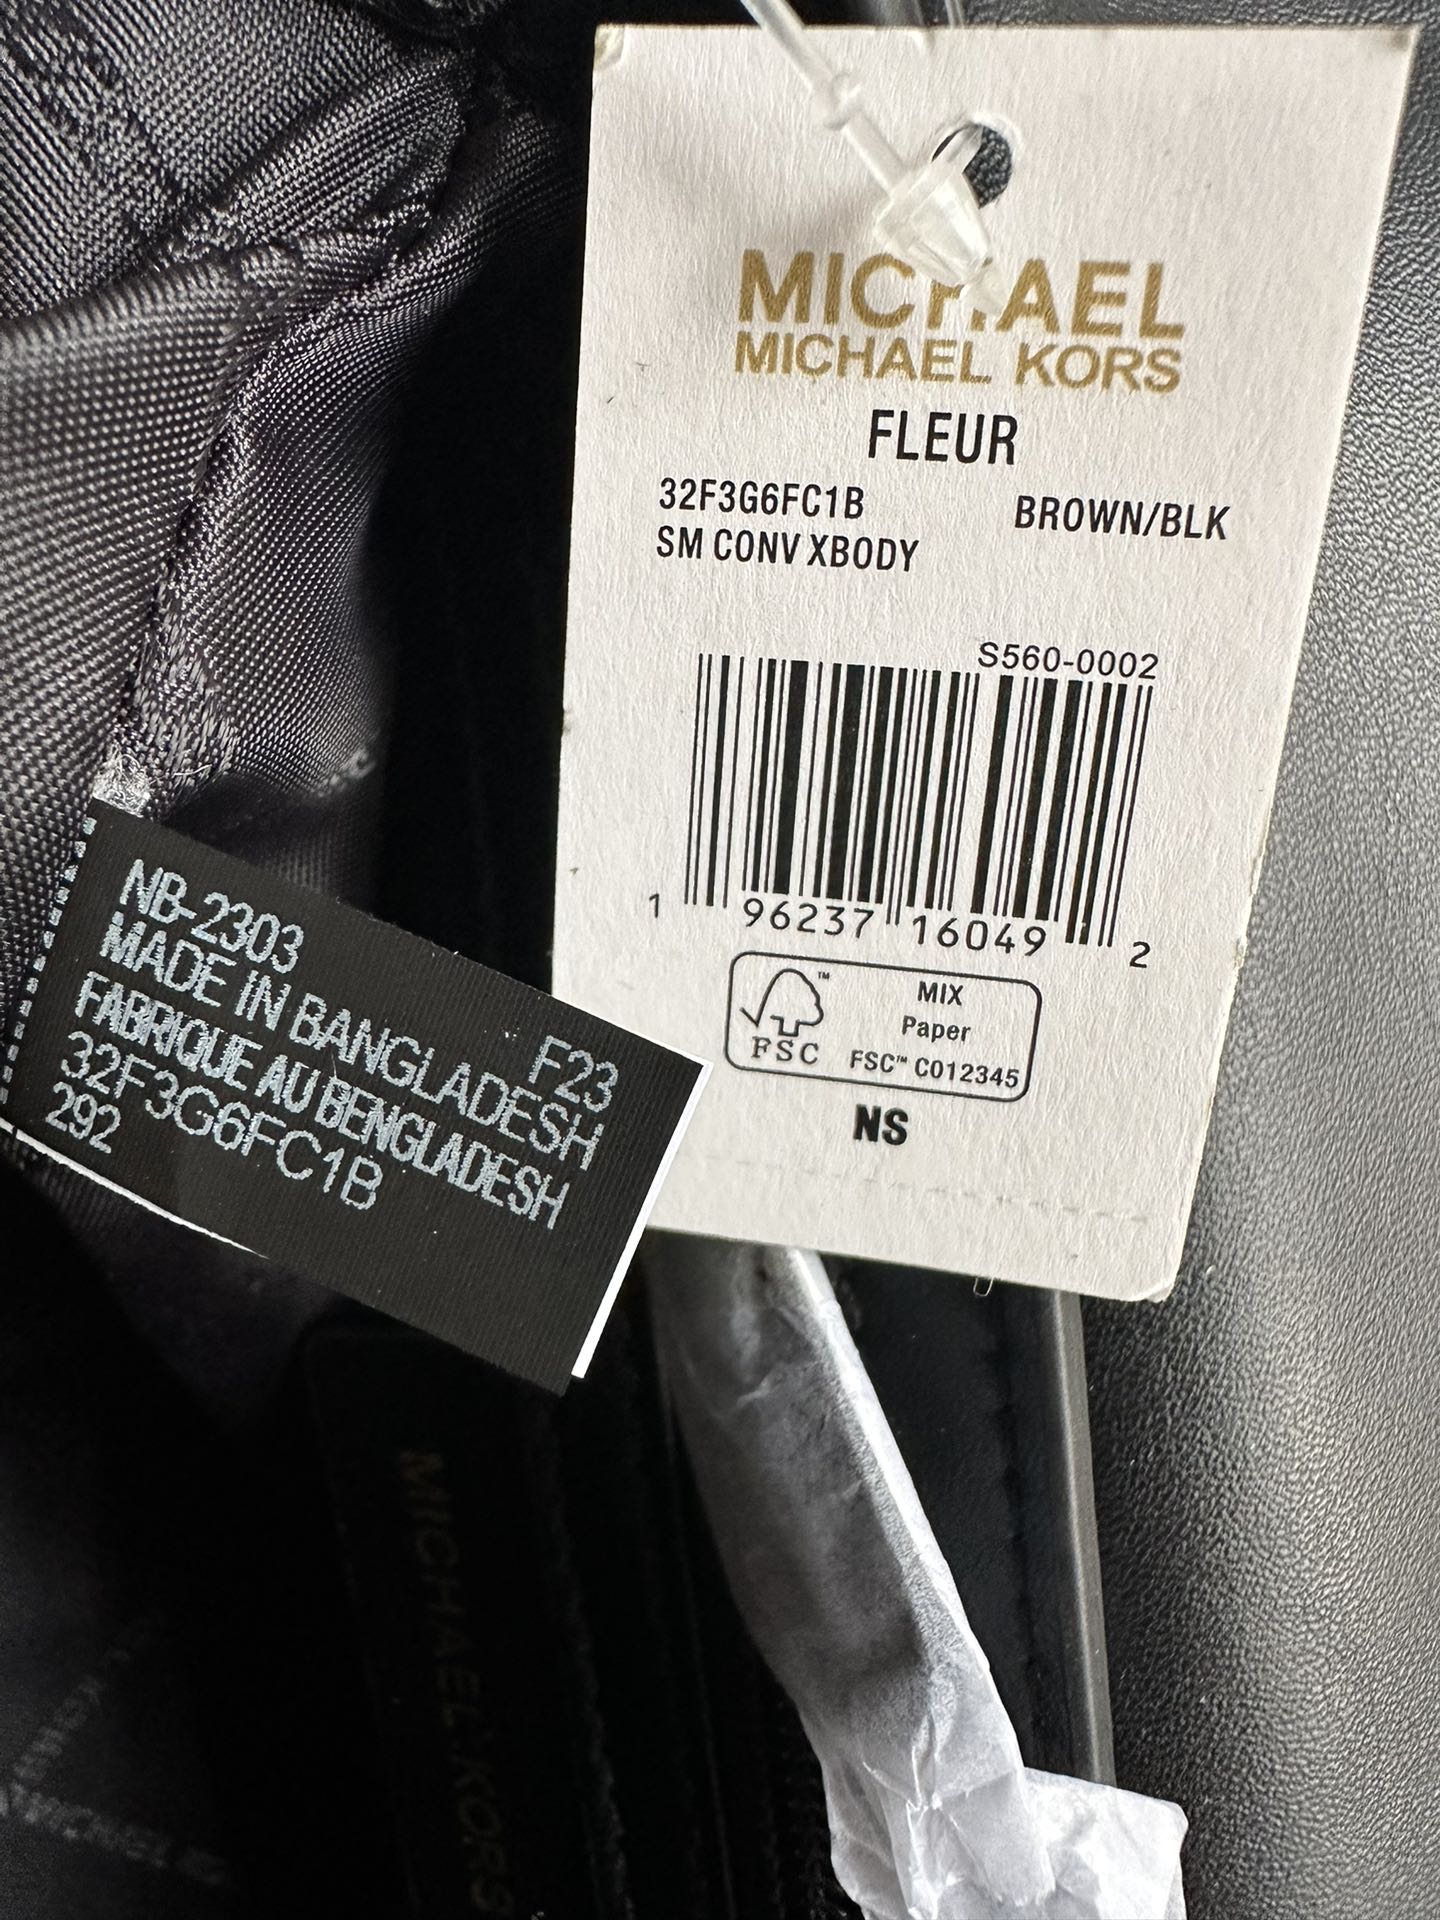 MICHAEL
MICHAEL KORS
FLEUR
32F3G6FC1B BROWN/BLK
SM CONV XBODY
S560-0002
1 96237 16049 2
FSC
MIX
Paper
FSC™ C012345
NS
NB-2303 F23
MADE IN BANGLADESH
FABRIQUE AU BENGLADESH
32F3G6FC1B
292
MICHAEL KORS